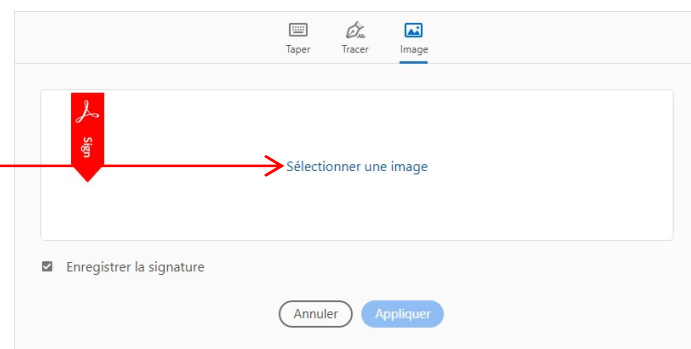 Taper Tracer Image
Sign
Sélectionner une image
Enregistrer la signature
Annuler Appliquer